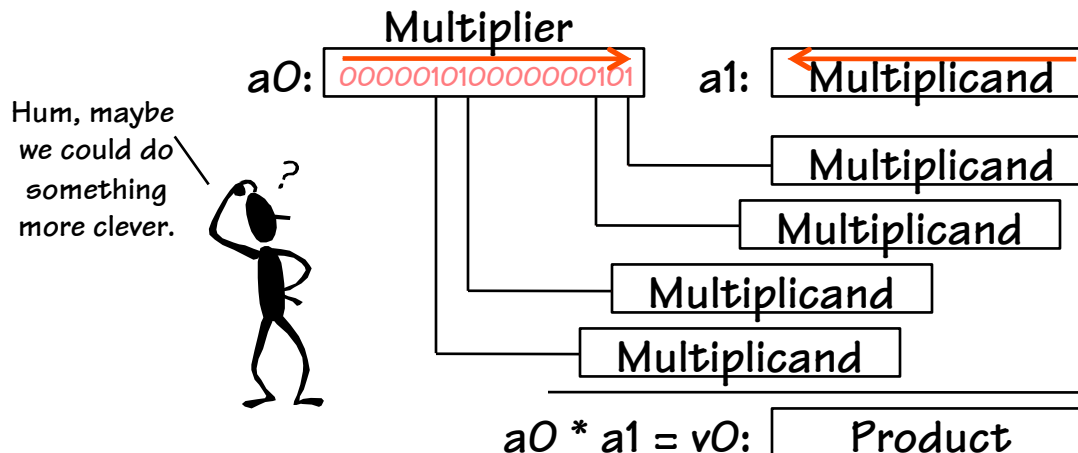 Multiplier
a0: 000001010000000101 a1: Multiplicand
Hum, maybe
we could do
something
more clever.
?
Multiplicand
Multiplicand
Multiplicand
Multiplicand
a0 * a1 = v0: Product